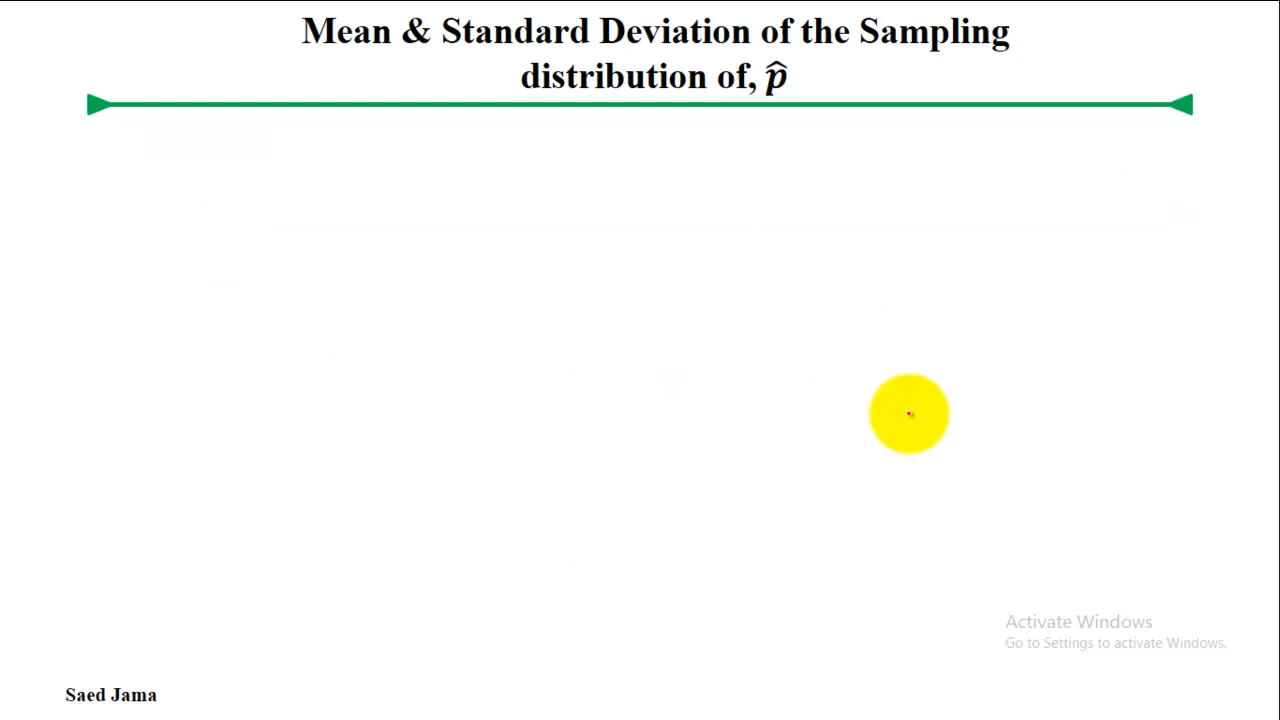 Mean & Standard Deviation of the Sampling
distribution of, p̂
Activate Windows
Go to Settings to activate Windows.
Saed Jama